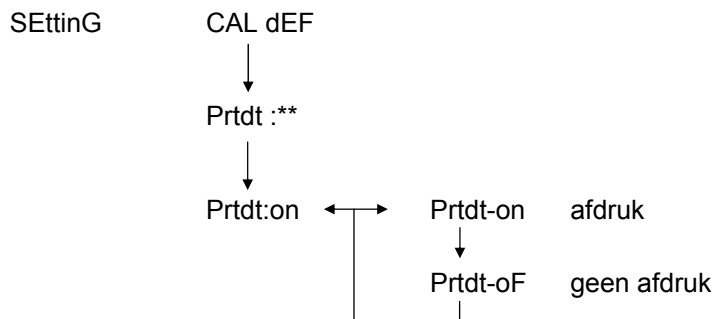 SEttinG CAL dEF
Prtdt :**
Prtdt:on Prtdt-on afdruk
Prtdt-oF geen afdruk